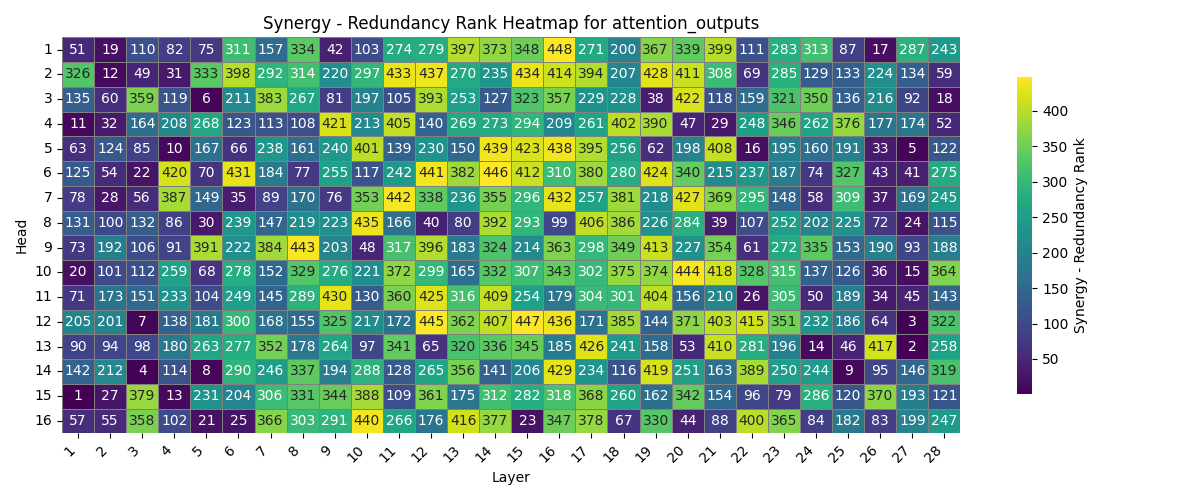 Synergy - Redundancy Rank Heatmap for attention_outputs
1 51 19 110 82 75 311 157 334 42 103 274 279 397 373 348 448 271 200 367 339 399 111 283 313 87 17 287 243
2 326 12 49 31 333 398 292 314 220 297 433 437 270 235 434 414 394 207 428 411 308 69 285 129 133 224 134 59
3 135 60 359 119 6 211 383 267 81 197 105 393 253 127 323 357 229 228 38 422 118 159 321 350 136 216 92 18
4 11 32 164 208 268 123 113 108 421 213 405 140 269 273 294 209 261 402 390 47 29 248 346 262 376 177 174 52
5 63 124 85 10 167 66 238 161 240 401 139 230 150 439 423 438 395 256 62 198 408 16 195 160 191 33 5 122
6 125 54 22 420 70 431 184 77 255 117 242 441 382 446 412 310 380 280 424 340 215 237 187 74 327 43 41 275
7 78 28 56 387 149 35 89 170 76 353 442 338 236 355 296 432 257 381 218 427 369 295 148 58 309 37 169 245
8 131 100 132 86 30 239 147 219 223 435 166 40 80 392 293 99 406 386 226 284 39 107 252 202 225 72 24 115
9 73 192 106 91 391 222 384 443 203 48 317 396 183 324 214 363 298 349 413 227 354 61 272 335 153 190 93 188
10 20 101 112 259 68 278 152 329 276 221 372 299 165 332 307 343 302 375 374 444 418 328 315 137 126 36 15 364
11 71 173 151 233 104 249 145 289 430 130 360 425 316 409 254 179 304 301 404 156 210 26 305 50 189 34 45 143
12 205 201 7 138 181 300 168 155 325 217 172 445 362 407 447 436 171 385 144 371 403 415 351 232 186 64 3 322
13 90 94 98 180 263 277 352 178 264 97 341 65 320 336 345 185 426 241 158 53 410 281 196 14 46 417 2 258
14 142 212 4 114 8 290 246 337 194 288 128 265 356 141 206 429 234 116 419 251 163 389 250 244 9 95 146 319
15 1 27 379 13 231 204 306 331 344 388 109 361 175 312 282 318 368 260 162 342 154 96 79 286 120 370 193 121
16 57 55 358 102 21 25 366 303 291 440 266 176 416 377 23 347 378 67 330 44 88 400 365 84 182 83 199 247
1 2 3 4 5 6 7 8 9 10 11 12 13 14 15 16 17 18 19 20 21 22 23 24 25 26 27 28
Layer
Head
400
350
300
250
200
150
100
50
Synergy - Redundancy Rank